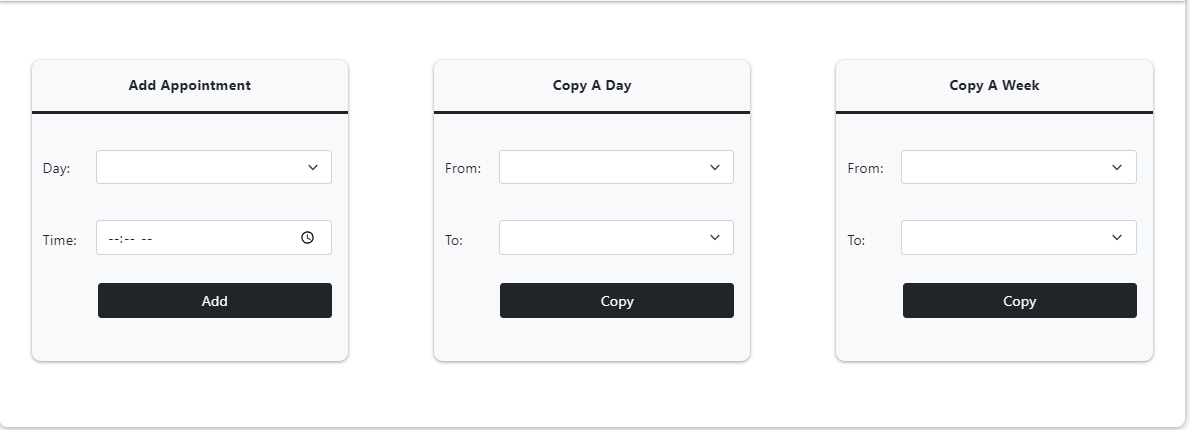 Add Appointment
Day:
Time: --:-- --
Add
Copy A Day
From:
To:
Copy
Copy A Week
From:
To:
Copy